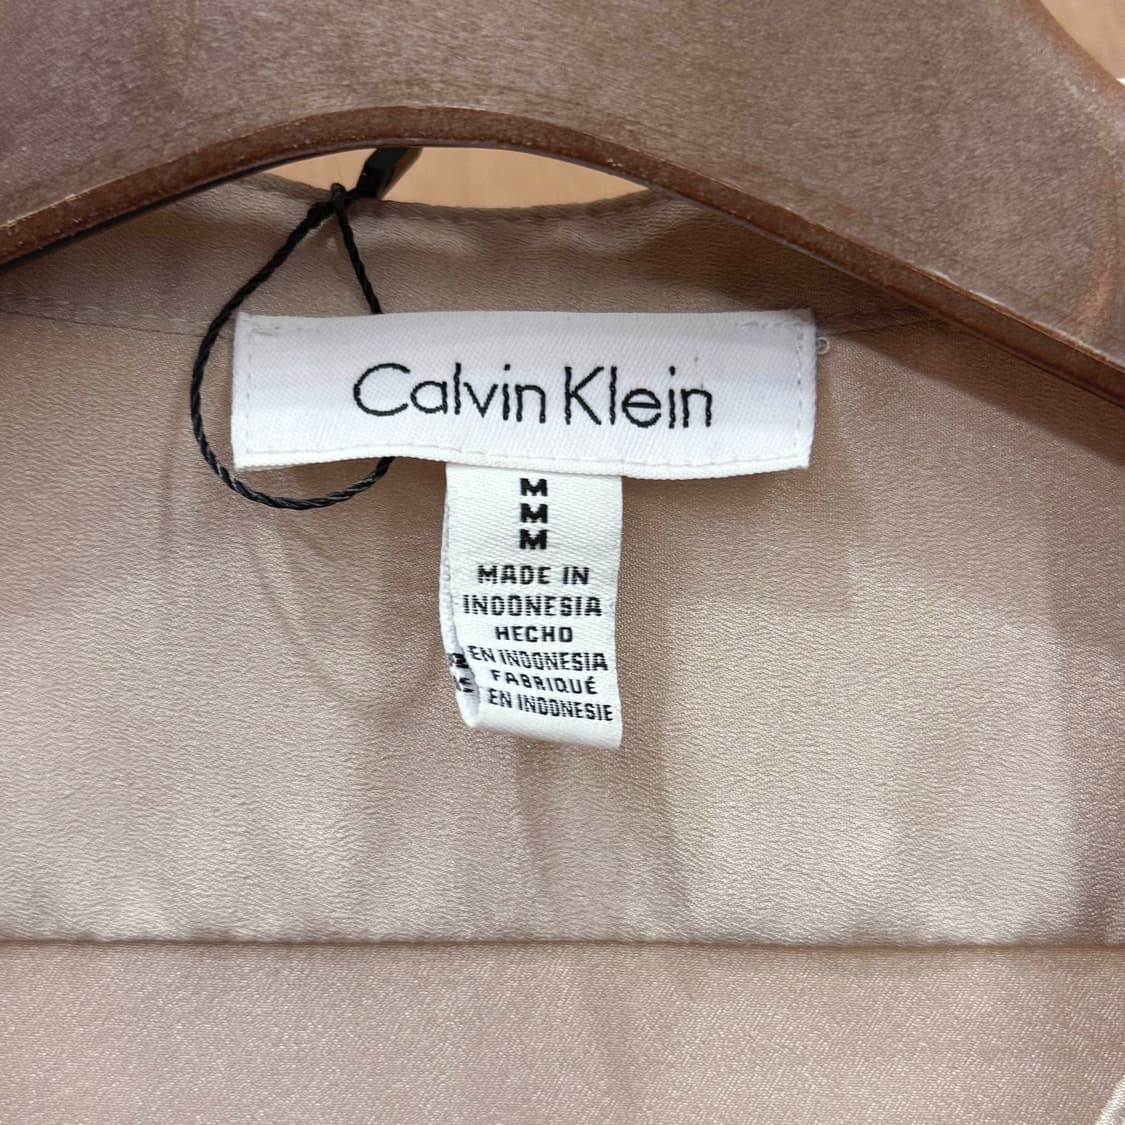 Calvin Klein
M
M
M
MADE IN
INDONESIA
HECHO
EN INDONESIA
FABRIQUÉ
EN INDONESIE